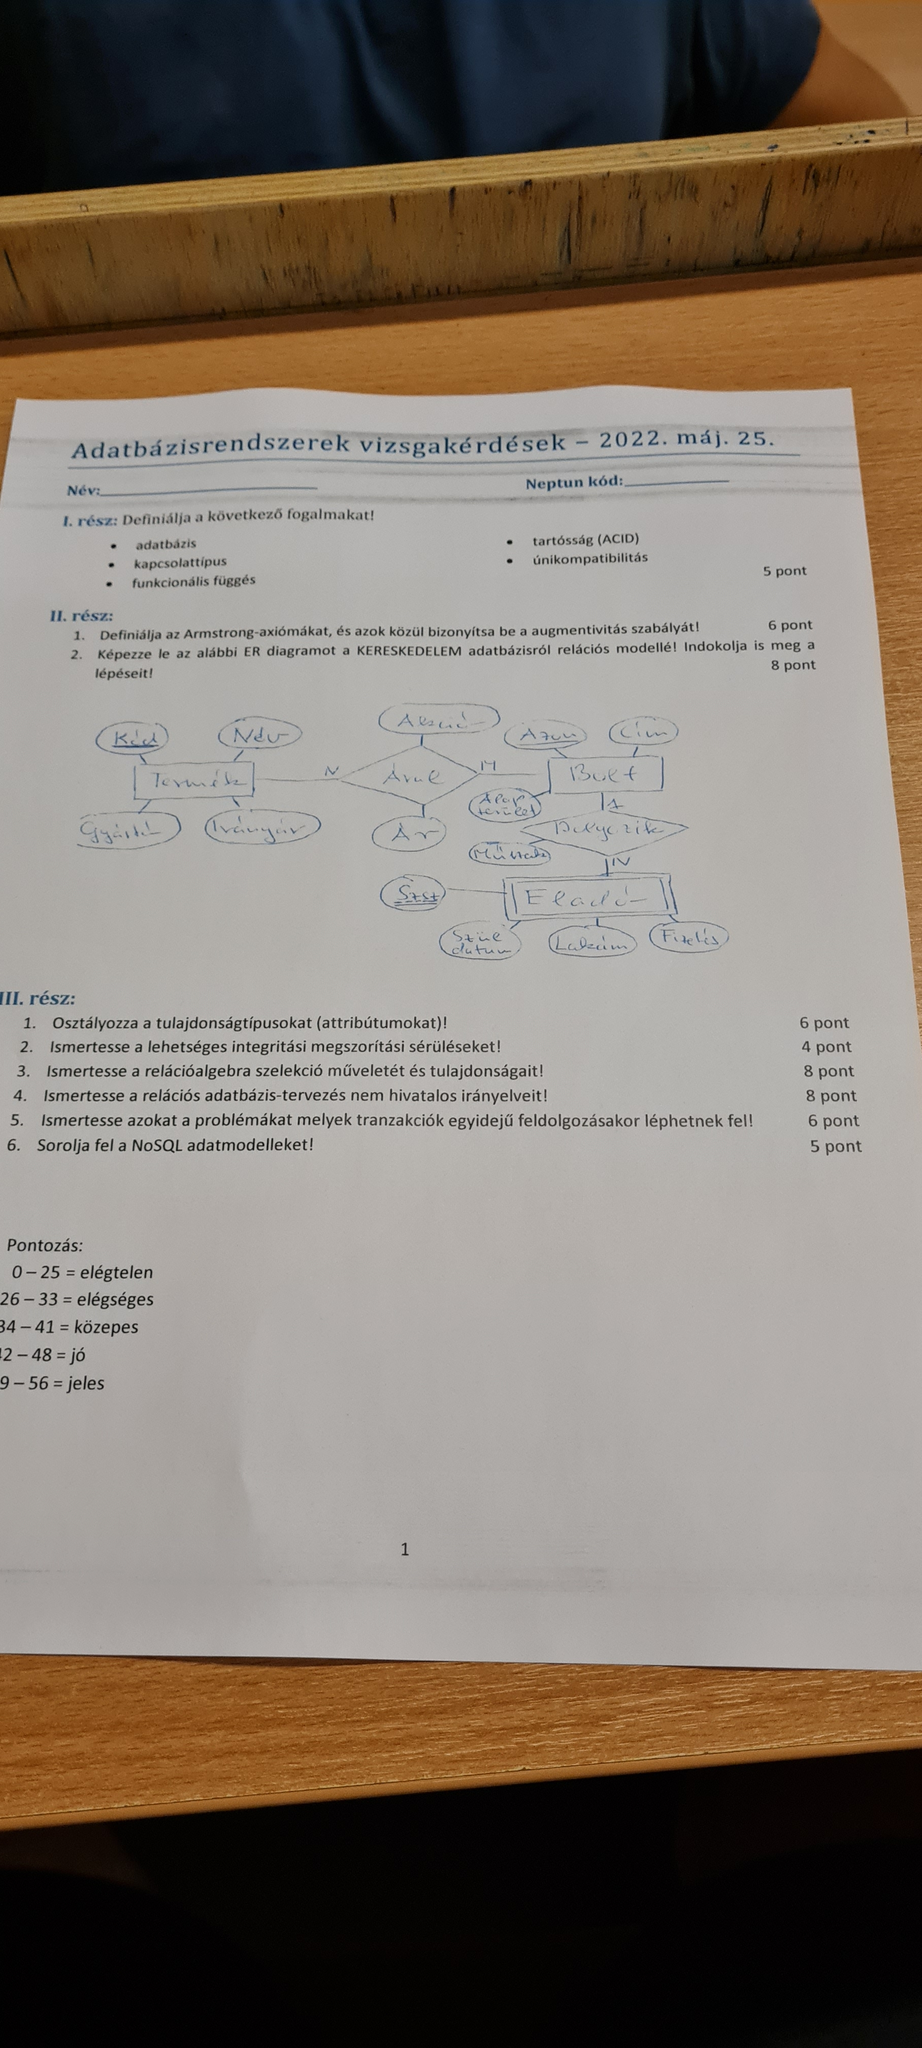 Adatbázisrendszerek vizsgakérdések – 2022. máj. 25.
Név: Neptun kód:
I. rész: Definiálja a következő fogalmakat!
• adatbázis
• kapcsolattípus
• funkcionális függés
• tartósság (ACID)
• únikompatibilitás
5 pont
II. rész:
1. Definiálja az Armstrong-axiómákat, és azok közül bizonyítsa be a augmentivitás szabályát! 6 pont
2. Képezze le az alábbi ER diagramot a KERESKEDELEM adatbázisról relációs modellé! Indokolja is meg a
lépéseit! 8 pont
Akció
Kód Név Azon Cím
Termék N Árul M Bolt
Gyártó Irányár Ár Alap
terület
1
Dolgozik
Műszak
N
Szsz Eladó
Szül
dátum Lakcím Fizetés
III. rész:
1. Osztályozza a tulajdonságtípusokat (attribútumokat)! 6 pont
2. Ismertesse a lehetséges integritási megszorítási sérüléseket! 4 pont
3. Ismertesse a relációalgebra szelekció műveletét és tulajdonságait! 8 pont
4. Ismertesse a relációs adatbázis-tervezés nem hivatalos irányelveit! 8 pont
5. Ismertesse azokat a problémákat melyek tranzakciók egyidejű feldolgozásakor léphetnek fel! 6 pont
6. Sorolja fel a NoSQL adatmodelleket! 5 pont
Pontozás:
0 – 25 = elégtelen
26 – 33 = elégséges
34 – 41 = közepes
2 – 48 = jó
9 – 56 = jeles
1